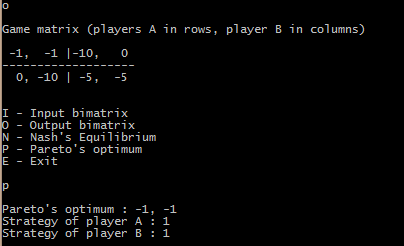 o
Game matrix (players A in rows, player B in columns)
-1,  -1 |-10,   0
-------------------
0, -10 | -5,  -5
I - Input bimatrix
O - Output bimatrix
N - Nash's Equilibrium
P - Pareto's optimum
E - Exit
p
Pareto's optimum : -1, -1
Strategy of player A : 1
Strategy of player B : 1